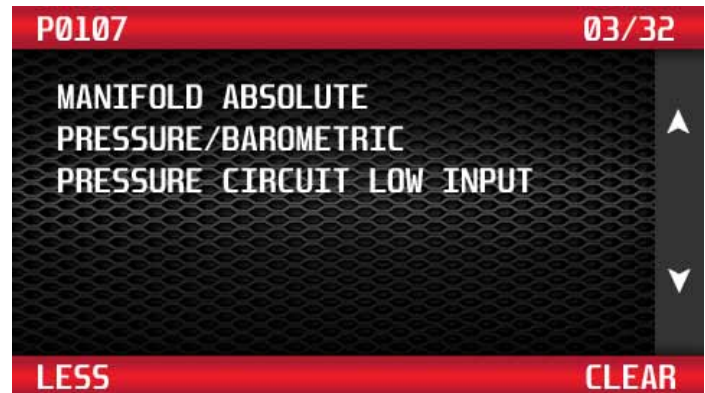 P0107 03/32
MANIFOLD ABSOLUTE
PRESSURE/BAROMETRIC
PRESSURE CIRCUIT LOW INPUT
LESS CLEAR